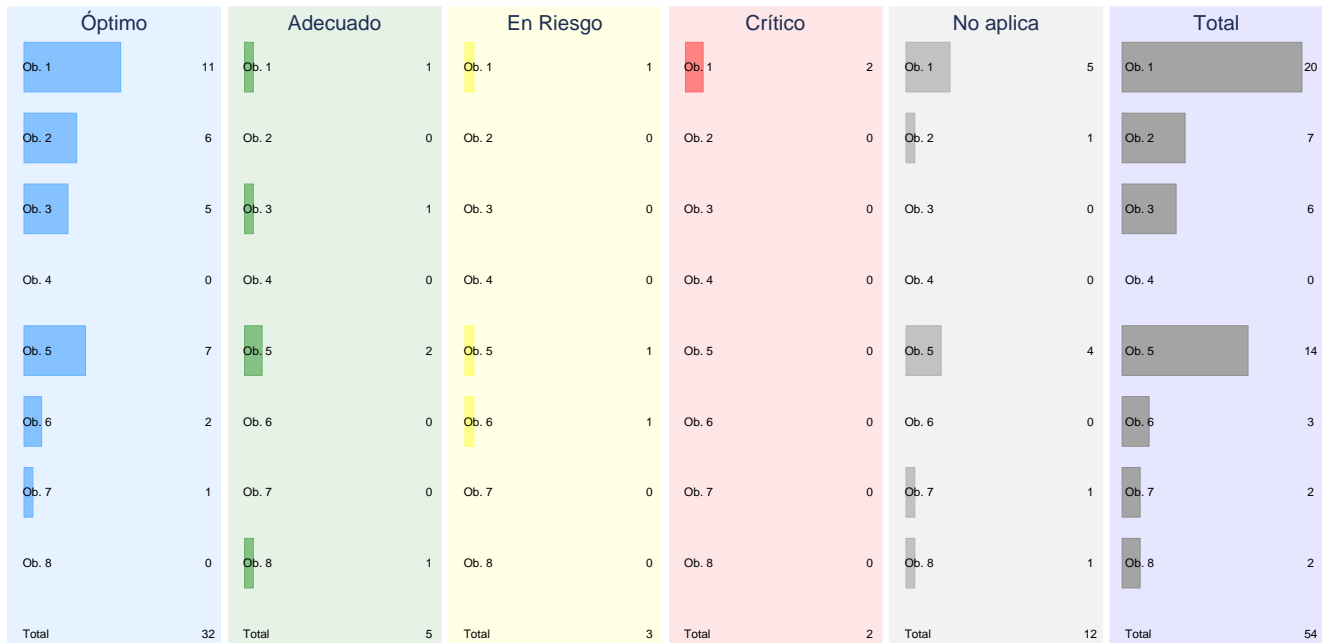 Óptimo Adecuado En Riesgo Crítico No aplica Total
Ob. 1 11 Ob. 1 1 Ob. 1 1 Ob. 1 2 Ob. 1 5 Ob. 1 20
Ob. 2 6 Ob. 2 0 Ob. 2 0 Ob. 2 0 Ob. 2 1 Ob. 2 7
Ob. 3 5 Ob. 3 1 Ob. 3 0 Ob. 3 0 Ob. 3 0 Ob. 3 6
Ob. 4 0 Ob. 4 0 Ob. 4 0 Ob. 4 0 Ob. 4 0 Ob. 4 0
Ob. 5 7 Ob. 5 2 Ob. 5 1 Ob. 5 0 Ob. 5 4 Ob. 5 14
Ob. 6 2 Ob. 6 0 Ob. 6 1 Ob. 6 0 Ob. 6 0 Ob. 6 3
Ob. 7 1 Ob. 7 0 Ob. 7 0 Ob. 7 0 Ob. 7 1 Ob. 7 2
Ob. 8 0 Ob. 8 1 Ob. 8 0 Ob. 8 0 Ob. 8 1 Ob. 8 2
Total 32 Total 5 Total 3 Total 2 Total 12 Total 54